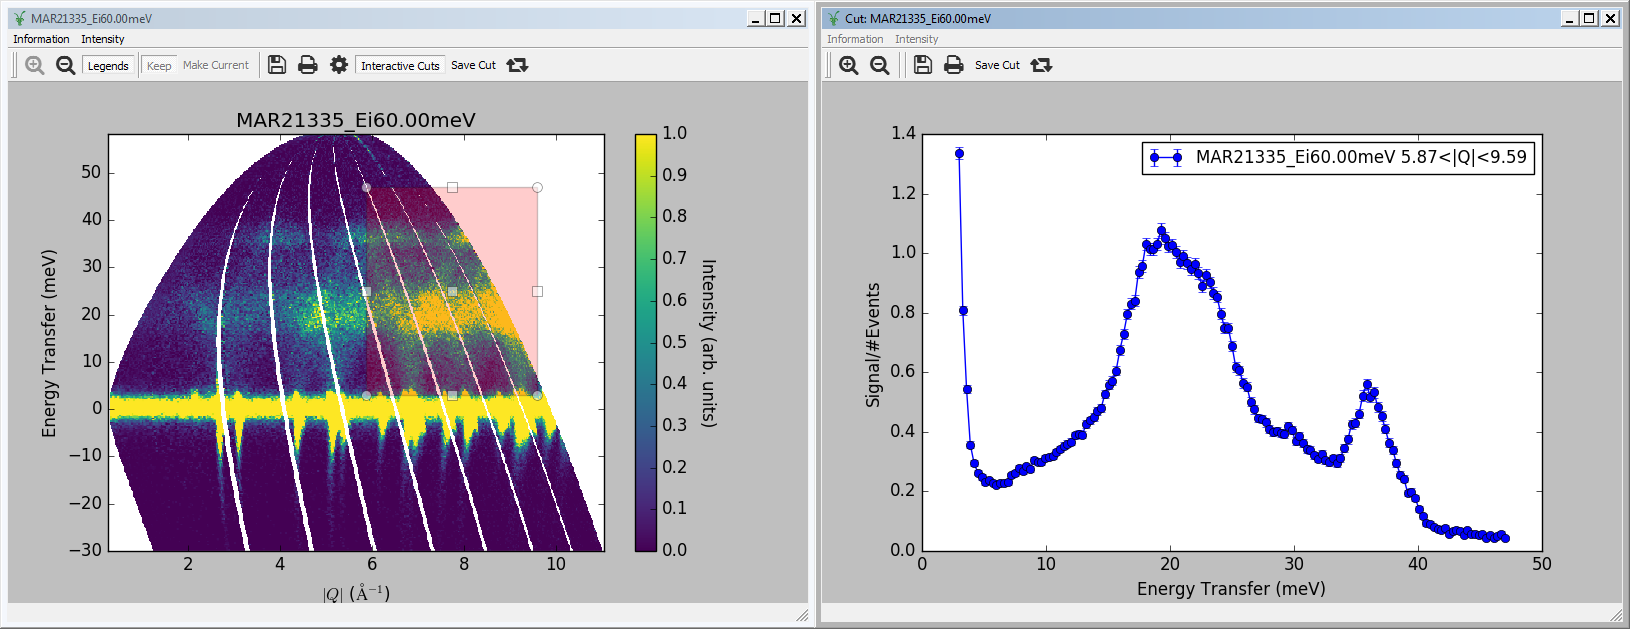 MAR21335_Ei60.00meV
Information Intensity
Legends Keep Make Current Interactive Cuts Save Cut
MAR21335_Ei60.00meV
50
40
30
20
10
0
−10
−20
−30
Energy Transfer (meV)
2 4 6 8 10
|Q| (Å⁻¹)
1.0
0.9
0.8
0.7
0.6
0.5
0.4
0.3
0.2
0.1
0.0
Intensity (arb. units)
Cut: MAR21335_Ei60.00meV
Information Intensity
Save Cut
MAR21335_Ei60.00meV 5.87<|Q|<9.59
1.4
1.2
1.0
0.8
0.6
0.4
0.2
0.0
Signal/#Events
0 10 20 30 40 50
Energy Transfer (meV)